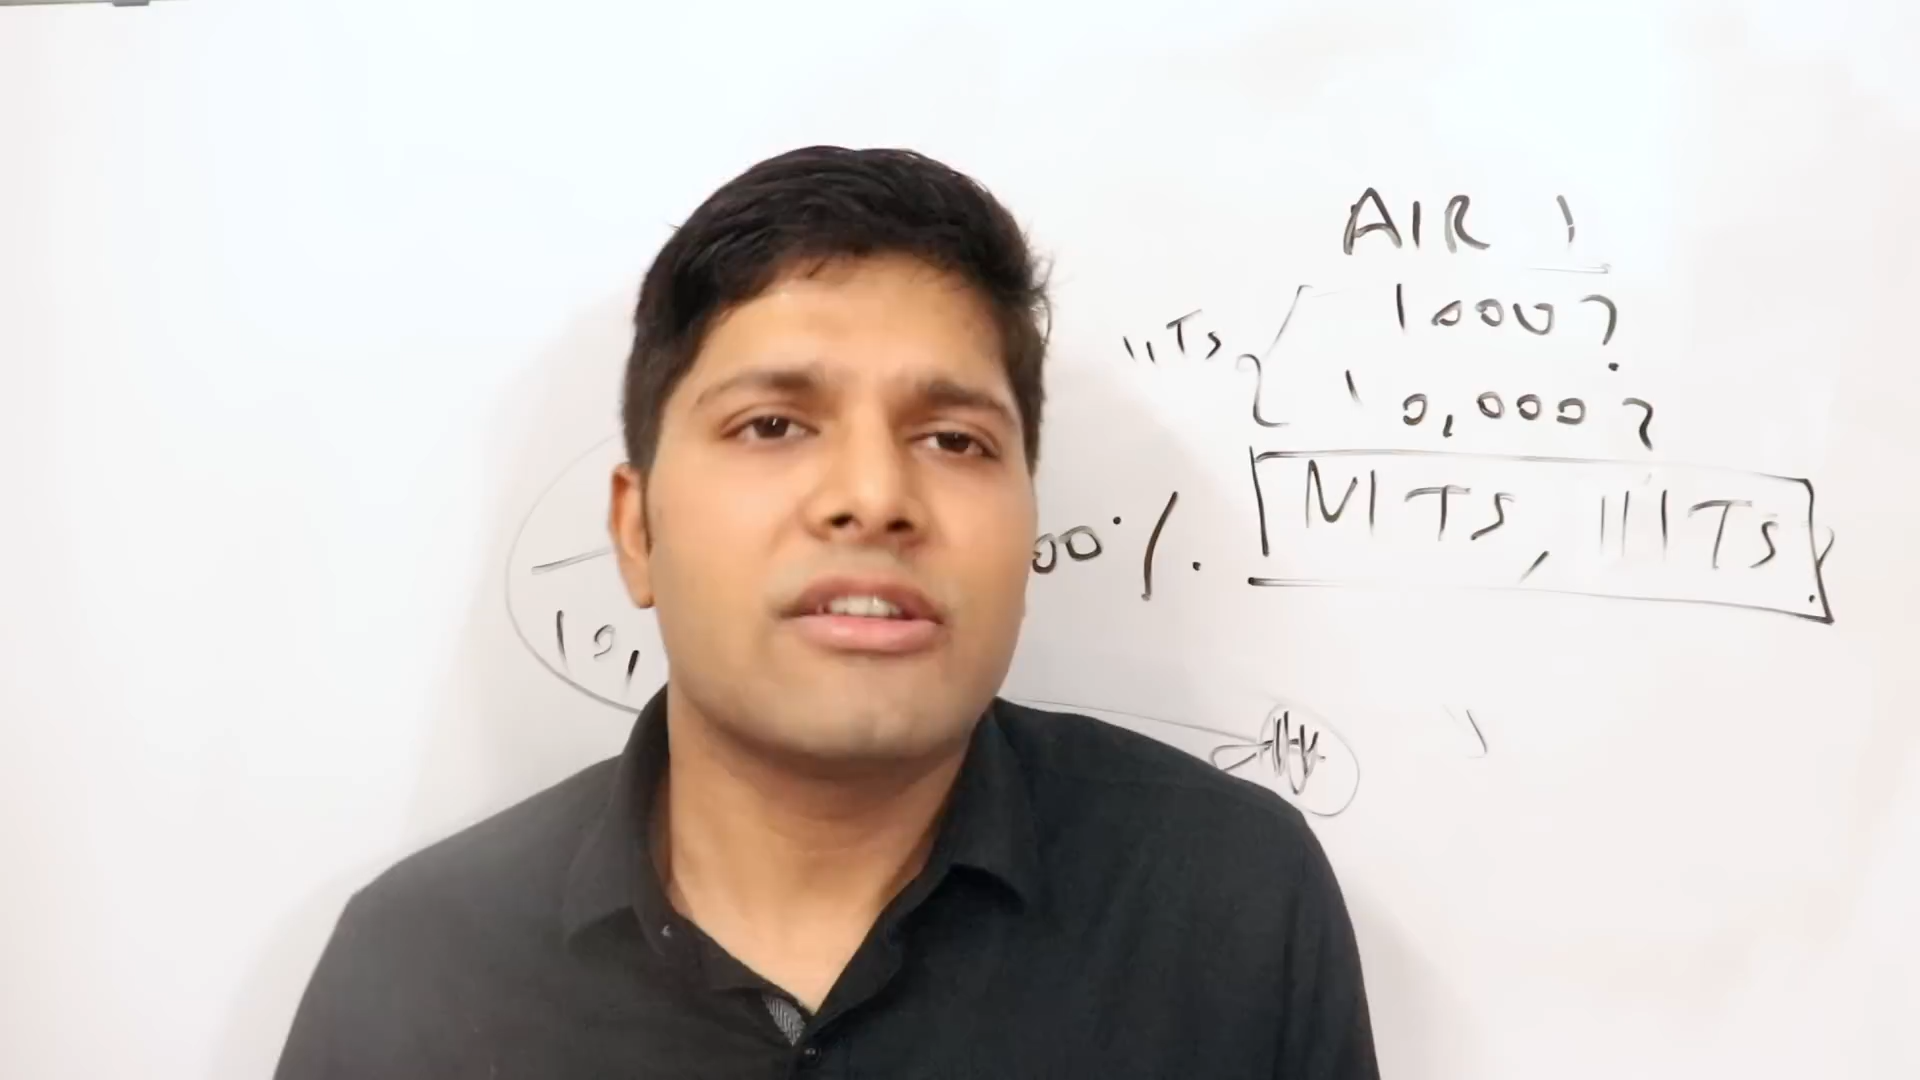 AIR 1
1000?
IITs
10,000?
NITs, IIITs
00%.
10,